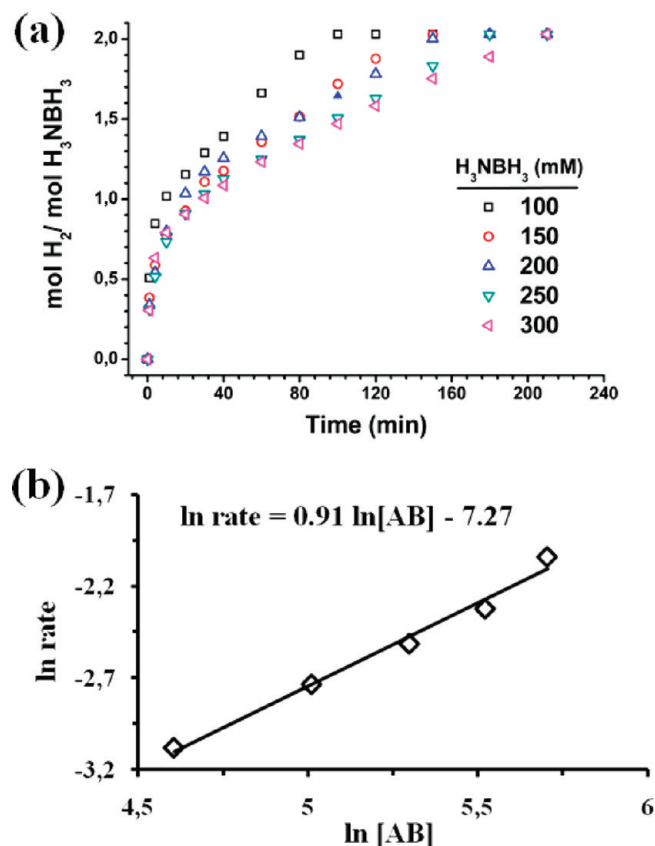 (a)
mol H₂/ mol H₃NBH₃
2,0
1,5
1,0
0,5
0,0
H₃NBH₃ (mM)
100
150
200
250
300
0 40 80 120 160 200 240
Time (min)
(b)
ln rate = 0.91 ln[AB] - 7.27
ln rate
-1,7
-2,2
-2,7
-3,2
4,5 5 5,5 6
ln [AB]